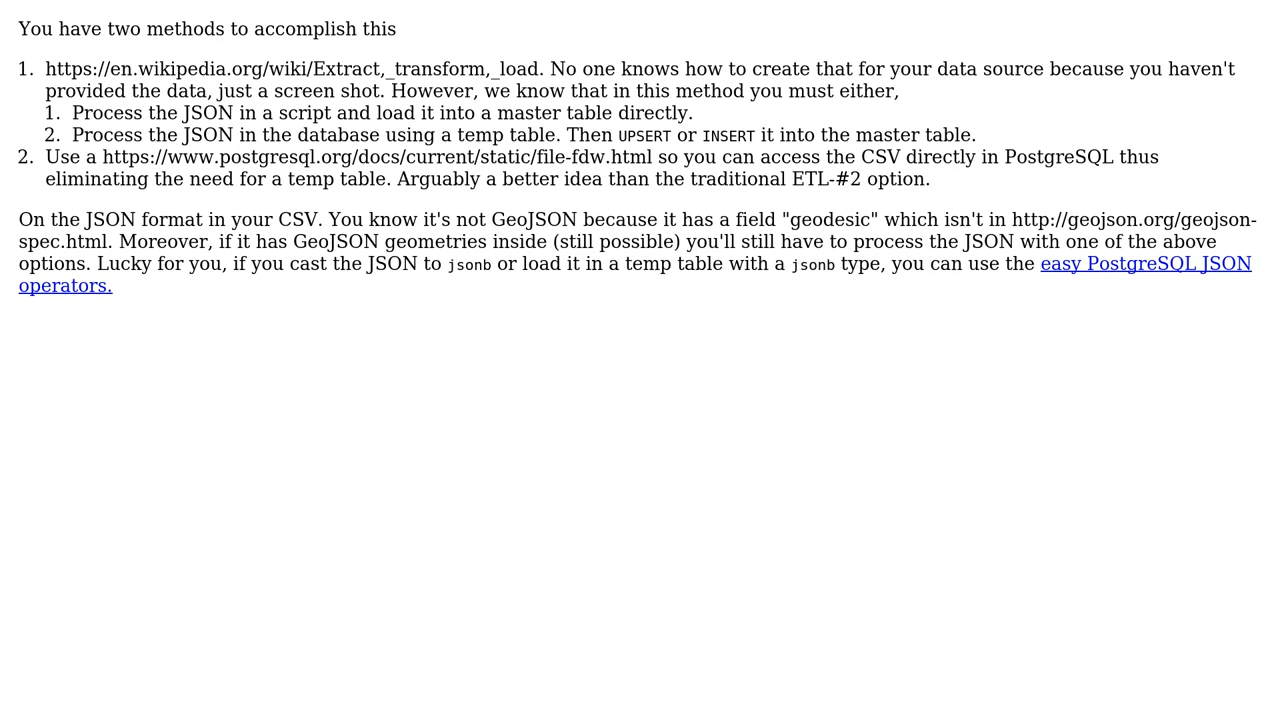 You have two methods to accomplish this
1. https://en.wikipedia.org/wiki/Extract,_transform,_load. No one knows how to create that for your data source because you haven't
provided the data, just a screen shot. However, we know that in this method you must either,
1. Process the JSON in a script and load it into a master table directly.
2. Process the JSON in the database using a temp table. Then UPSERT or INSERT it into the master table.
2. Use a https://www.postgresql.org/docs/current/static/file-fdw.html so you can access the CSV directly in PostgreSQL thus
eliminating the need for a temp table. Arguably a better idea than the traditional ETL-#2 option.
On the JSON format in your CSV. You know it's not GeoJSON because it has a field "geodesic" which isn't in http://geojson.org/geojson-
spec.html. Moreover, if it has GeoJSON geometries inside (still possible) you'll still have to process the JSON with one of the above
options. Lucky for you, if you cast the JSON to jsonb or load it in a temp table with a jsonb type, you can use the easy PostgreSQL JSON
operators.